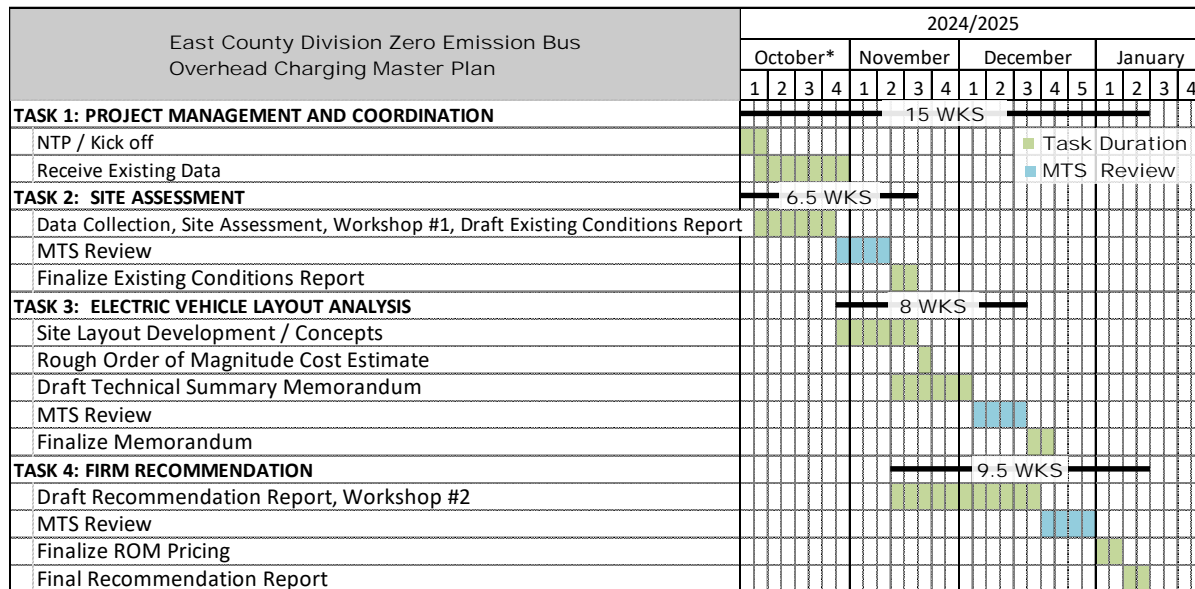 East County Division Zero Emission Bus
Overhead Charging Master Plan
2024/2025
October* November December January
1 2 3 4 1 2 3 4 1 2 3 4 5 1 2 3 4
TASK 1: PROJECT MANAGEMENT AND COORDINATION 15 WKS
NTP / Kick off Task Duration
Receive Existing Data MTS Review
TASK 2: SITE ASSESSMENT 6.5 WKS
Data Collection, Site Assessment, Workshop #1, Draft Existing Conditions Report
MTS Review
Finalize Existing Conditions Report
TASK 3: ELECTRIC VEHICLE LAYOUT ANALYSIS 8 WKS
Site Layout Development / Concepts
Rough Order of Magnitude Cost Estimate
Draft Technical Summary Memorandum
MTS Review
Finalize Memorandum
TASK 4: FIRM RECOMMENDATION 9.5 WKS
Draft Recommendation Report, Workshop #2
MTS Review
Finalize ROM Pricing
Final Recommendation Report